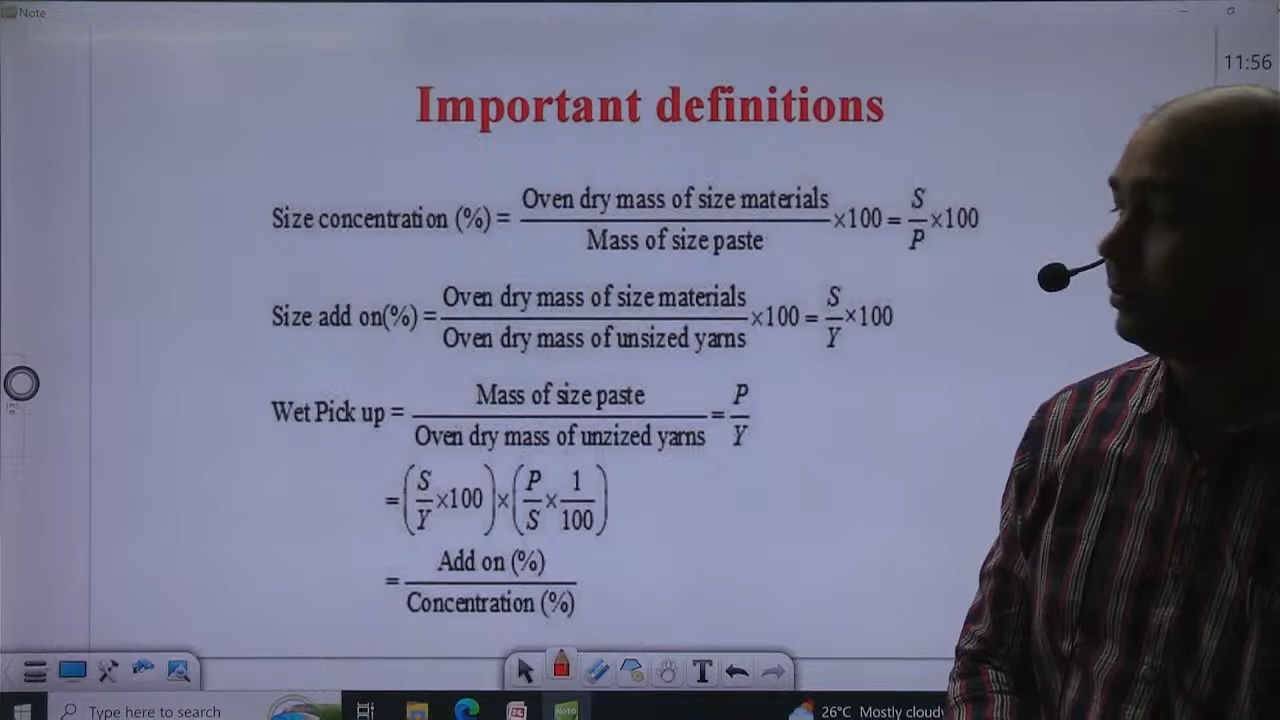 Note
11:56
Important definitions
Size concentration (%) = Oven dry mass of size materials / Mass of size paste ×100 = S/P ×100
Size add on(%) = Oven dry mass of size materials / Oven dry mass of unsized yarns ×100 = S/Y ×100
Wet Pick up = Mass of size paste / Oven dry mass of unzized yarns = P/Y
= (S/Y ×100) × (P/S × 1/100)
= Add on (%) / Concentration (%)
T
Type here to search
Note
26°C Mostly cloudy